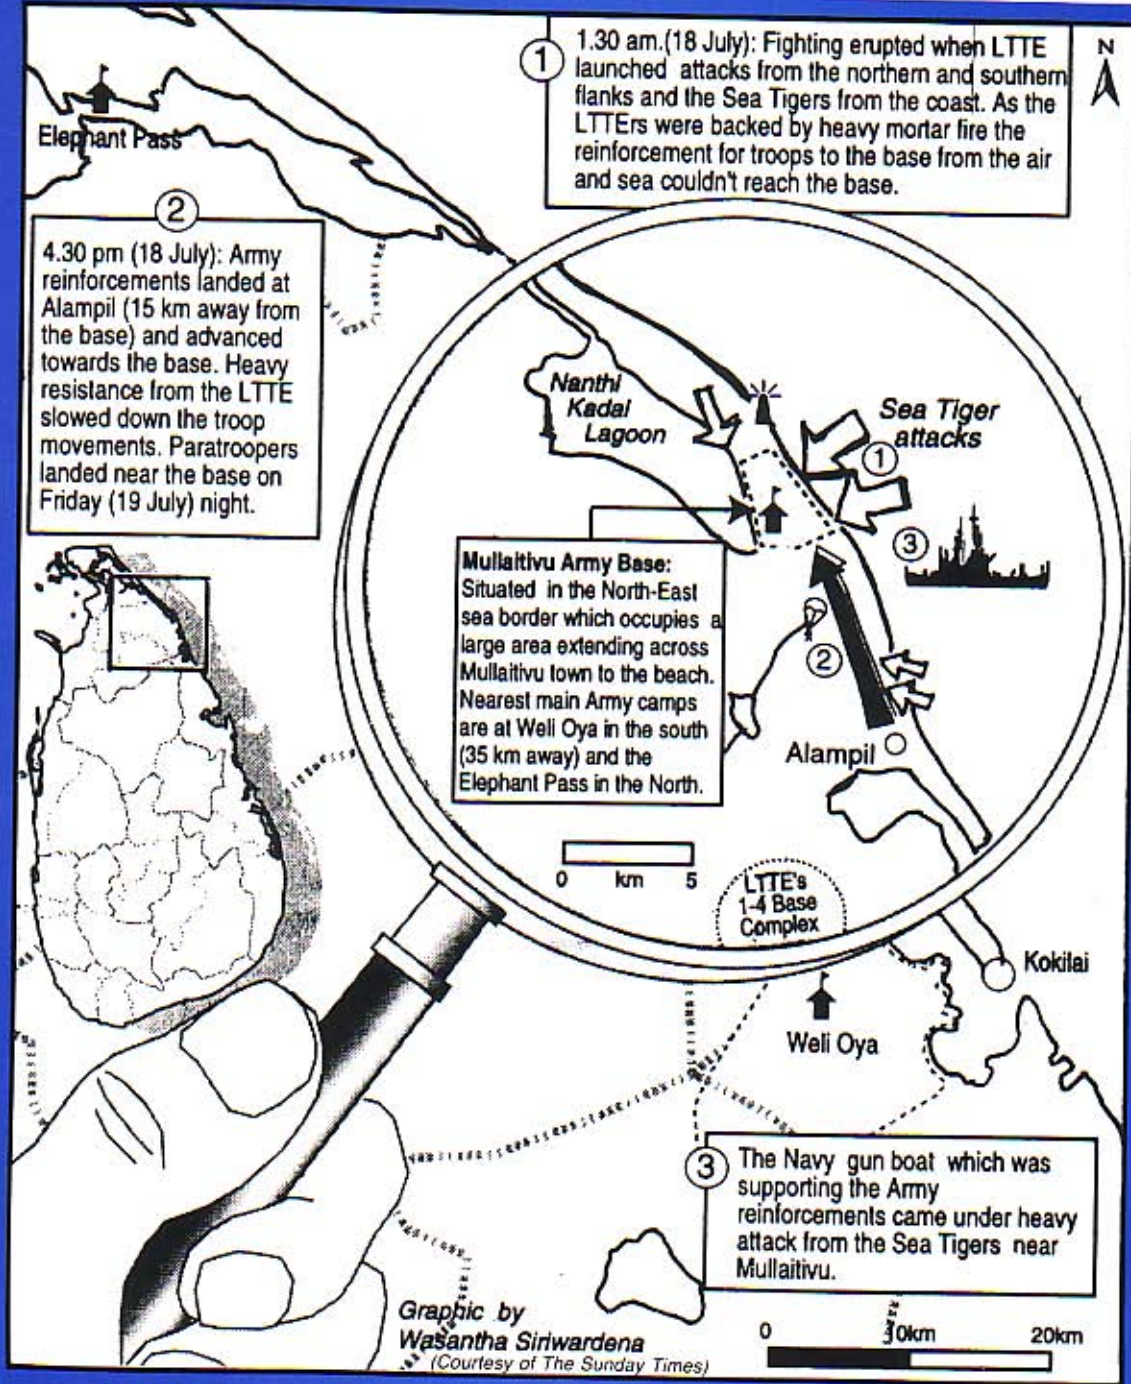 1
1.30 am.(18 July): Fighting erupted when LTTE
launched attacks from the northern and southern
flanks and the Sea Tigers from the coast. As the
LTTErs were backed by heavy mortar fire the
reinforcement for troops to the base from the air
and sea couldn't reach the base.
N
Elephant Pass
2
4.30 pm (18 July): Army
reinforcements landed at
Alampil (15 km away from
the base) and advanced
towards the base. Heavy
resistance from the LTTE
slowed down the troop
movements. Paratroopers
landed near the base on
Friday (19 July) night.
Nanthi
Kadal
Lagoon
Sea Tiger
attacks
1
3
Mullaitivu Army Base:
Situated in the North-East
sea border which occupies a
large area extending across
Mullaitivu town to the beach.
Nearest main Army camps
are at Weli Oya in the south
(35 km away) and the
Elephant Pass in the North.
2
Alampil
0 km 5
LTTE's
1-4 Base
Complex
Kokilai
Weli Oya
3
The Navy gun boat which was
supporting the Army
reinforcements came under heavy
attack from the Sea Tigers near
Mullaitivu.
Graphic by
Wasantha Siriwardena
(Courtesy of The Sunday Times)
0 10km 20km